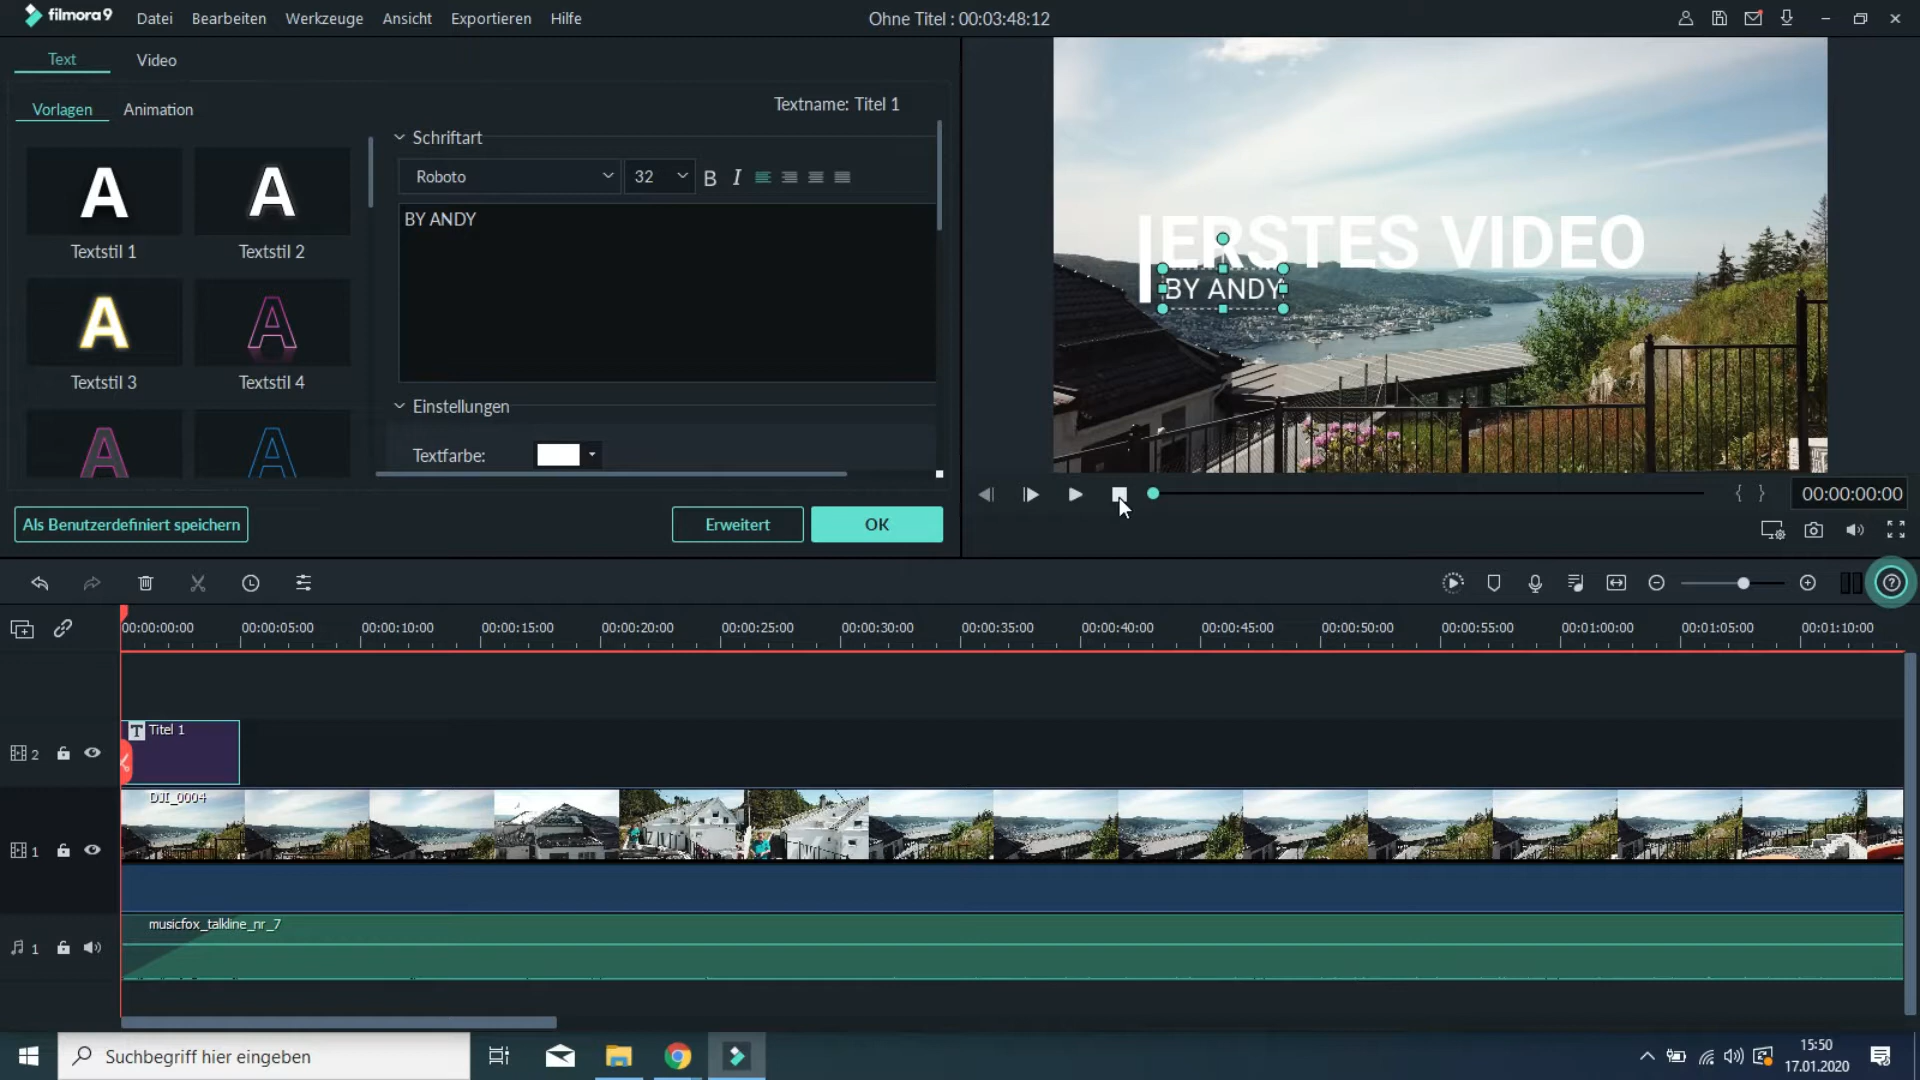 filmora9 Datei Bearbeiten Werkzeuge Ansicht Exportieren Hilfe Ohne Titel : 00:03:48:12
Text Video
Vorlagen Animation Textname: Titel 1
Schriftart
Roboto 32 B I
BY ANDY
A A
Textstil 1 Textstil 2
A A
Textstil 3 Textstil 4
A A
Einstellungen
Textfarbe:
Als Benutzerdefiniert speichern Erweitert OK
ERSTES VIDEO
BY ANDY
{ } 00:00:00:00
00:00:00:00 00:00:05:00 00:00:10:00 00:00:15:00 00:00:20:00 00:00:25:00 00:00:30:00 00:00:35:00 00:00:40:00 00:00:45:00 00:00:50:00 00:00:55:00 00:01:00:00 00:01:05:00 00:01:10:00
2 T Titel 1
DJI_0004
1
musicfox_talkline_nr_7
1
Suchbegriff hier eingeben
15:50
17.01.2020